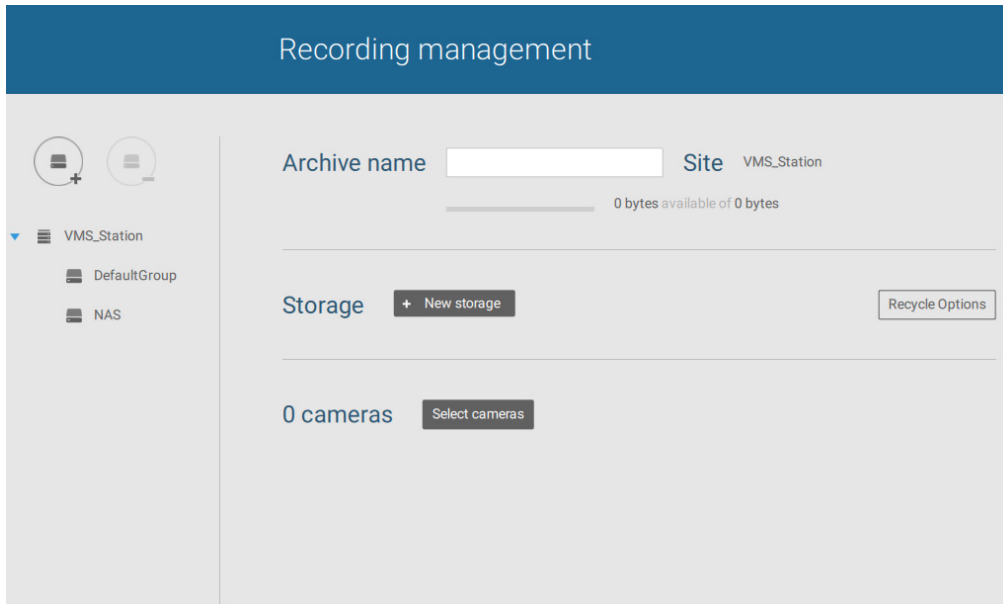 Recording management
Archive name
Site VMS_Station
0 bytes available of 0 bytes
VMS_Station
DefaultGroup
NAS
Storage + New storage Recycle Options
0 cameras Select cameras